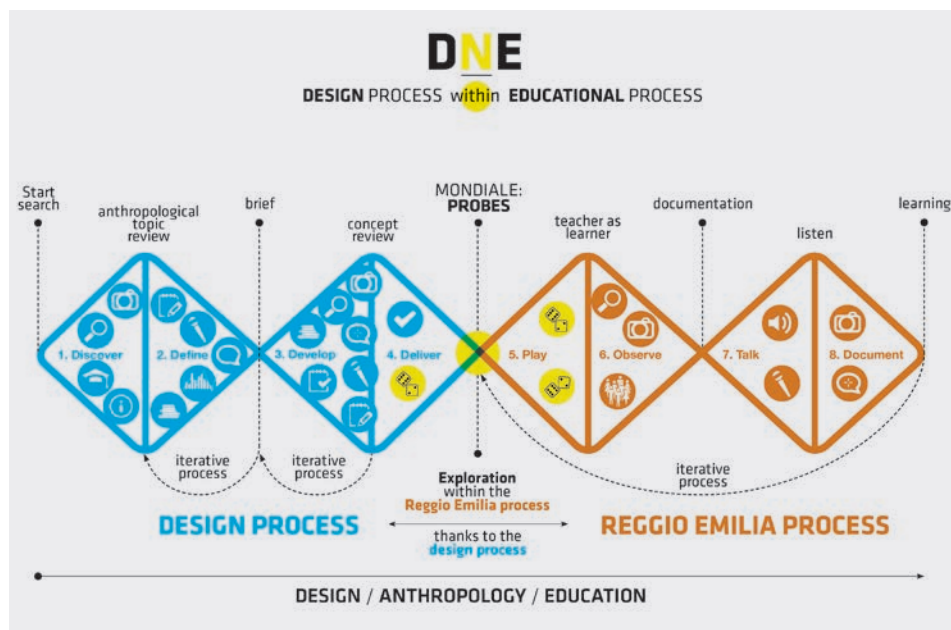 DNE
DESIGN PROCESS within EDUCATIONAL PROCESS
Start
search
anthropological
topic
review
brief
concept
review
MONDIALE:
PROBES
teacher as
learner
documentation
listen
learning
1. Discover
2. Define
3. Develop
4. Deliver
5. Play
6. Observe
7. Talk
8. Document
iterative
process
iterative
process
Exploration
within the
Reggio Emilia process
iterative
process
DESIGN PROCESS
thanks to the
design process
REGGIO EMILIA PROCESS
DESIGN / ANTHROPOLOGY / EDUCATION